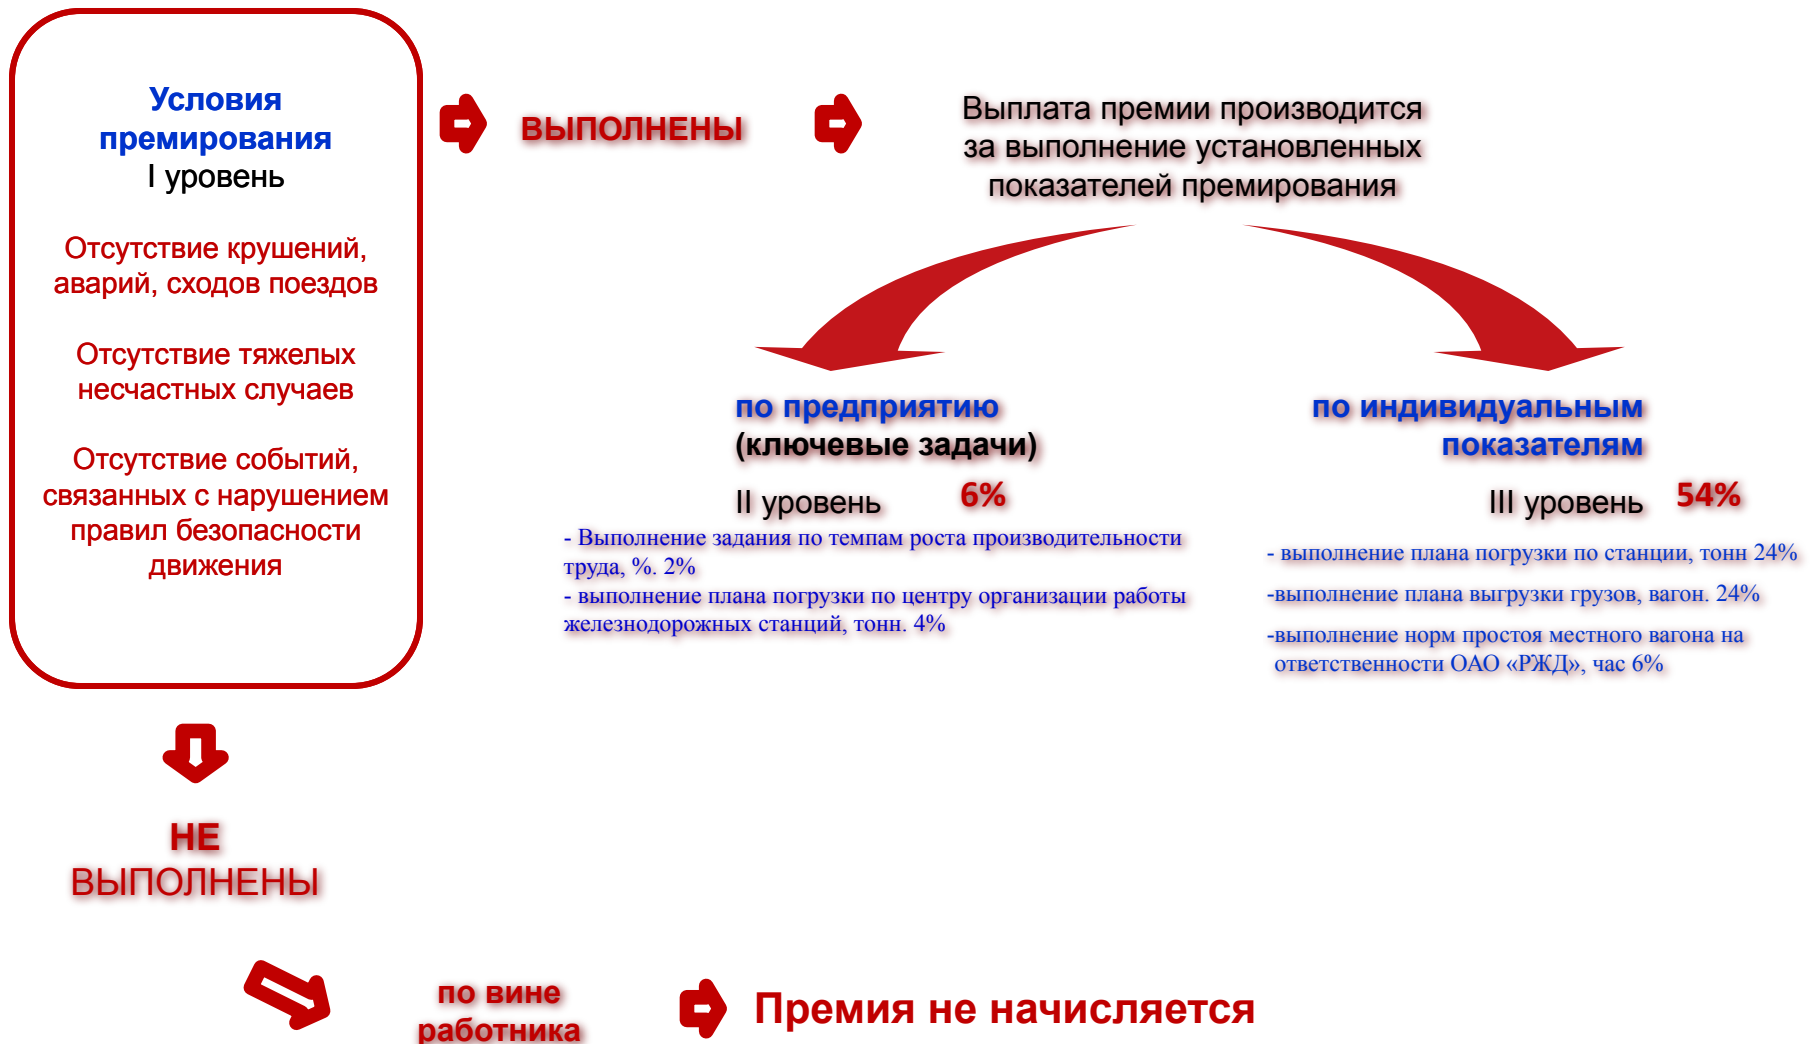 Условия
премирования
I уровень
Отсутствие крушений,
аварий, сходов поездов
Отсутствие тяжелых
несчастных случаев
Отсутствие событий,
связанных с нарушением
правил безопасности
движения
ВЫПОЛНЕНЫ
Выплата премии производится
за выполнение установленных
показателей премирования
по предприятию
(ключевые задачи)
II уровень 6%
- Выполнение задания по темпам роста производительности
труда, %. 2%
- выполнение плана погрузки по центру организации работы
железнодорожных станций, тонн. 4%
по индивидуальным
показателям
III уровень 54%
- выполнение плана погрузки по станции, тонн 24%
-выполнение плана выгрузки грузов, вагон. 24%
-выполнение норм простоя местного вагона на
ответственности ОАО «РЖД», час 6%
НЕ
ВЫПОЛНЕНЫ
по вине
работника
Премия не начисляется